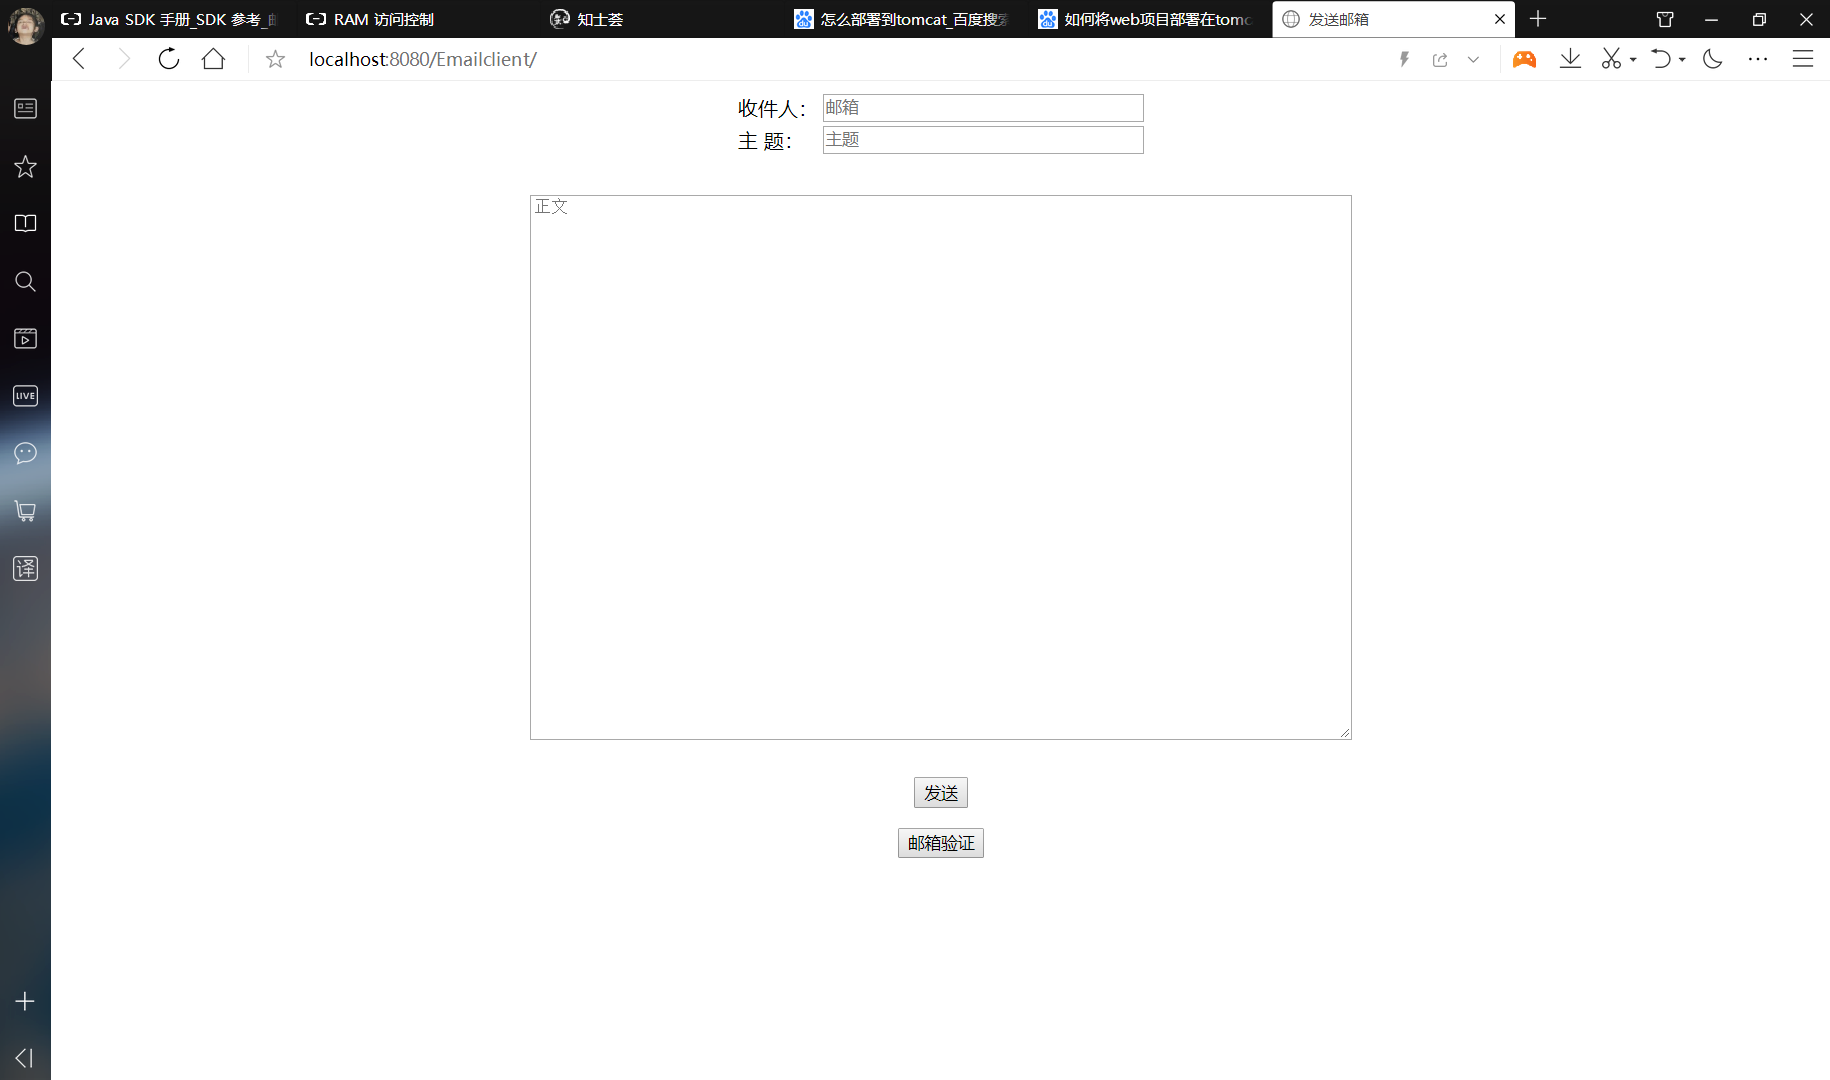 Java SDK 手册_SDK 参考_
RAM 访问控制
知士荟
怎么部署到tomcat_百度搜索
如何将web项目部署在tomc
发送邮箱
localhost:8080/Emailclient/
收件人：
邮箱
主 题：
主题
正文
发送
邮箱验证
LIVE
译